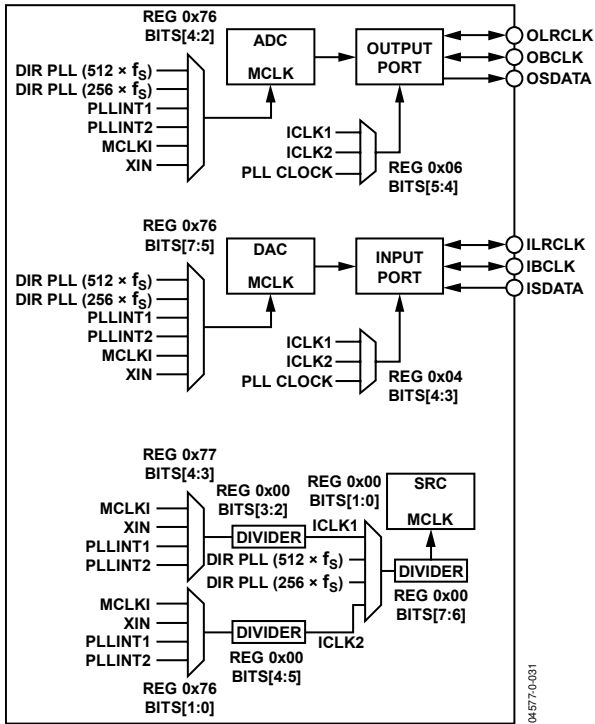 REG 0x76
BITS[4:2]
DIR PLL (512 × fS)
DIR PLL (256 × fS)
PLLINT1
PLLINT2
MCLKI
XIN
ADC
MCLK
OUTPUT
PORT
OLRCLK
OBCLK
OSDATA
ICLK1
ICLK2
PLL CLOCK
REG 0x06
BITS[5:4]
REG 0x76
BITS[7:5]
DIR PLL (512 × fS)
DIR PLL (256 × fS)
PLLINT1
PLLINT2
MCLKI
XIN
DAC
MCLK
INPUT
PORT
ILRCLK
IBCLK
ISDATA
ICLK1
ICLK2
PLL CLOCK
REG 0x04
BITS[4:3]
REG 0x77
BITS[4:3]
MCLKI
XIN
PLLINT1
PLLINT2
REG 0x00
BITS[3:2]
DIVIDER
ICLK1
REG 0x00
BITS[1:0]
DIR PLL (512 × fS)
DIR PLL (256 × fS)
SRC
MCLK
DIVIDER
REG 0x00
BITS[7:6]
MCLKI
XIN
PLLINT1
PLLINT2
REG 0x76
BITS[1:0]
DIVIDER
ICLK2
REG 0x00
BITS[4:5]
04577-0-031